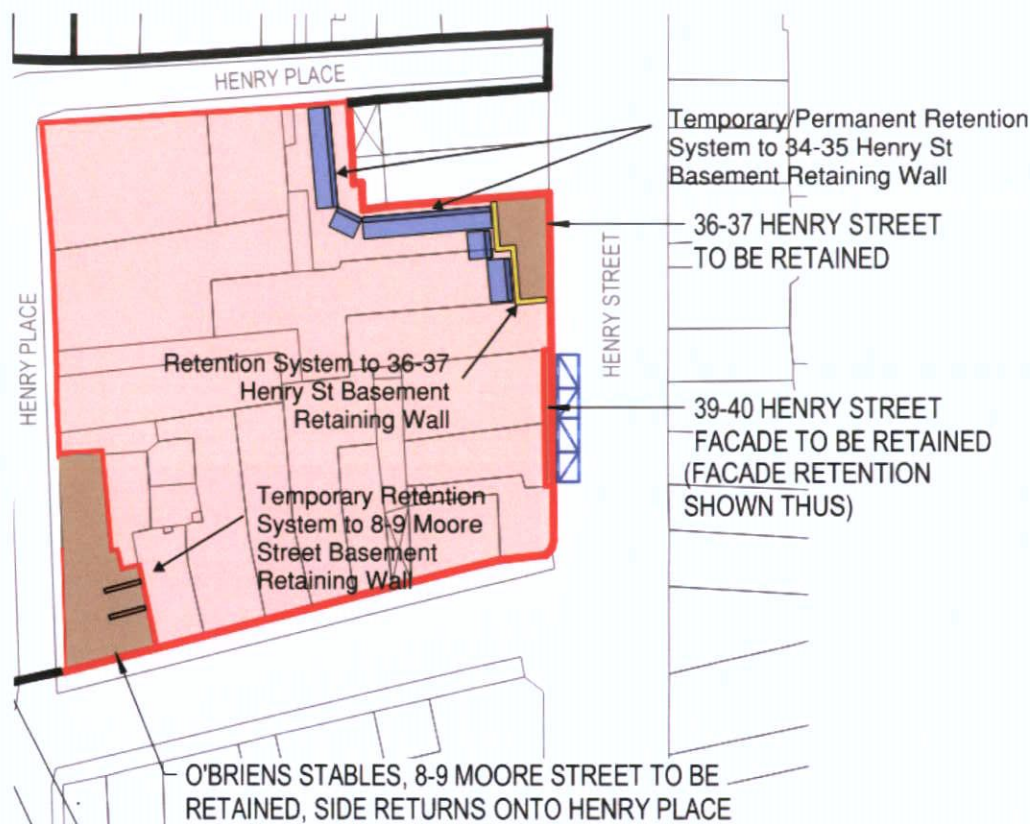 HENRY PLACE
Temporary/Permanent Retention
System to 34-35 Henry St
Basement Retaining Wall
36-37 HENRY STREET
TO BE RETAINED
HENRY PLACE
HENRY STREET
Retention System to 36-37
Henry St Basement
Retaining Wall
39-40 HENRY STREET
FACADE TO BE RETAINED
(FACADE RETENTION
SHOWN THUS)
Temporary Retention
System to 8-9 Moore
Street Basement
Retaining Wall
O'BRIENS STABLES, 8-9 MOORE STREET TO BE
RETAINED, SIDE RETURNS ONTO HENRY PLACE